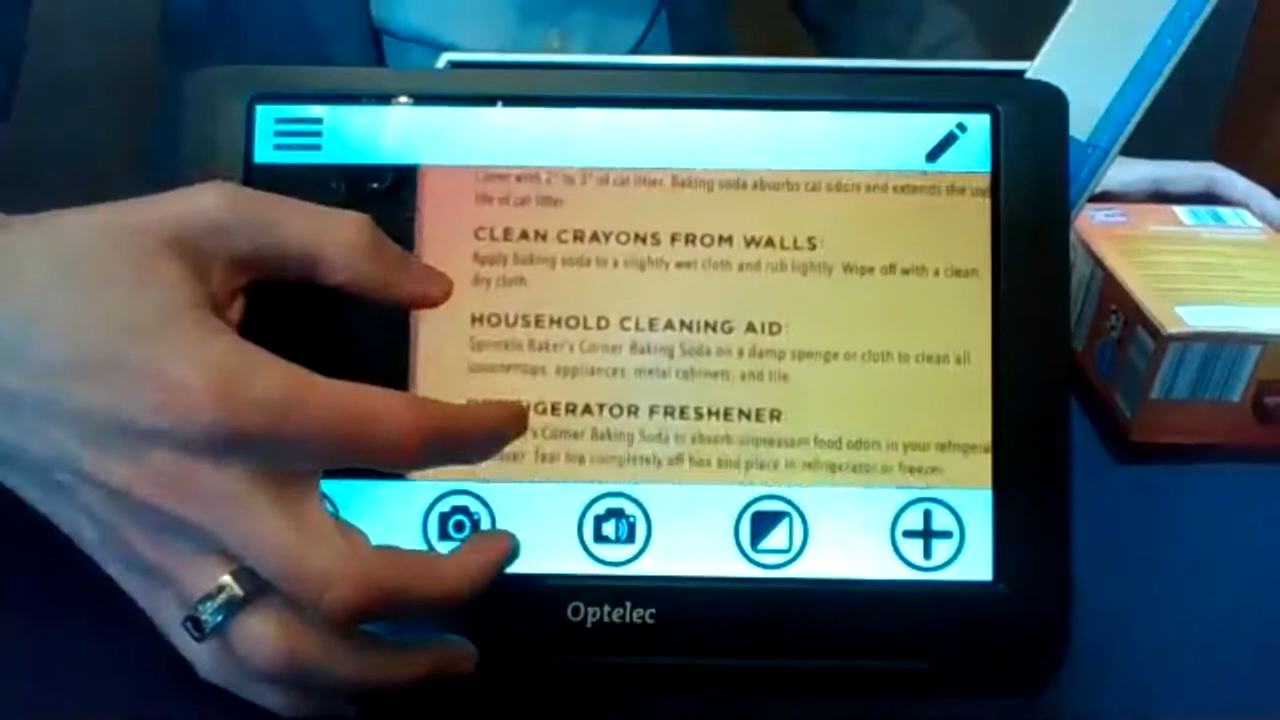 Cover with 2" to 3" of cat litter. Baking soda absorbs cat odors and extends the
life of cat litter.
CLEAN CRAYONS FROM WALLS:
Apply baking soda to a slightly wet cloth and rub lightly. Wipe off with a clean,
dry cloth.
HOUSEHOLD CLEANING AID:
Sprinkle Baker's Corner Baking Soda on a damp sponge or cloth to clean all
countertops, appliances, metal cabinets, and tile.
GERATOR FRESHENER:
's Corner Baking Soda to absorb unpleasant food odors in your refrigera
Tear top completely off box and place in refrigerator or freezer.
Optelec